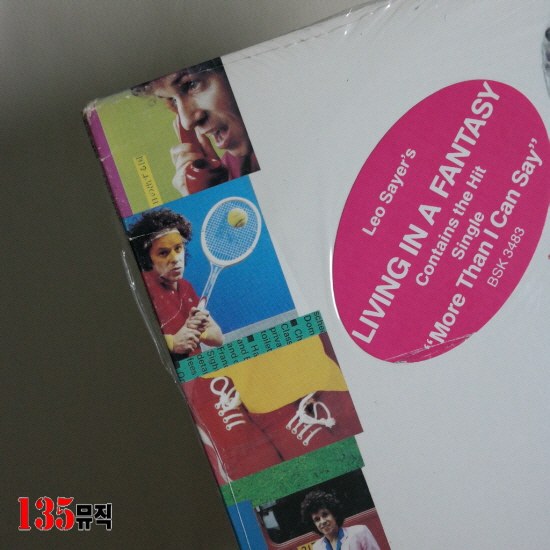 Leo Sayer's
LIVING IN A FANTASY
Contains the Hit
Single
"More Than I Can Say"
BSK 3483
135뮤직